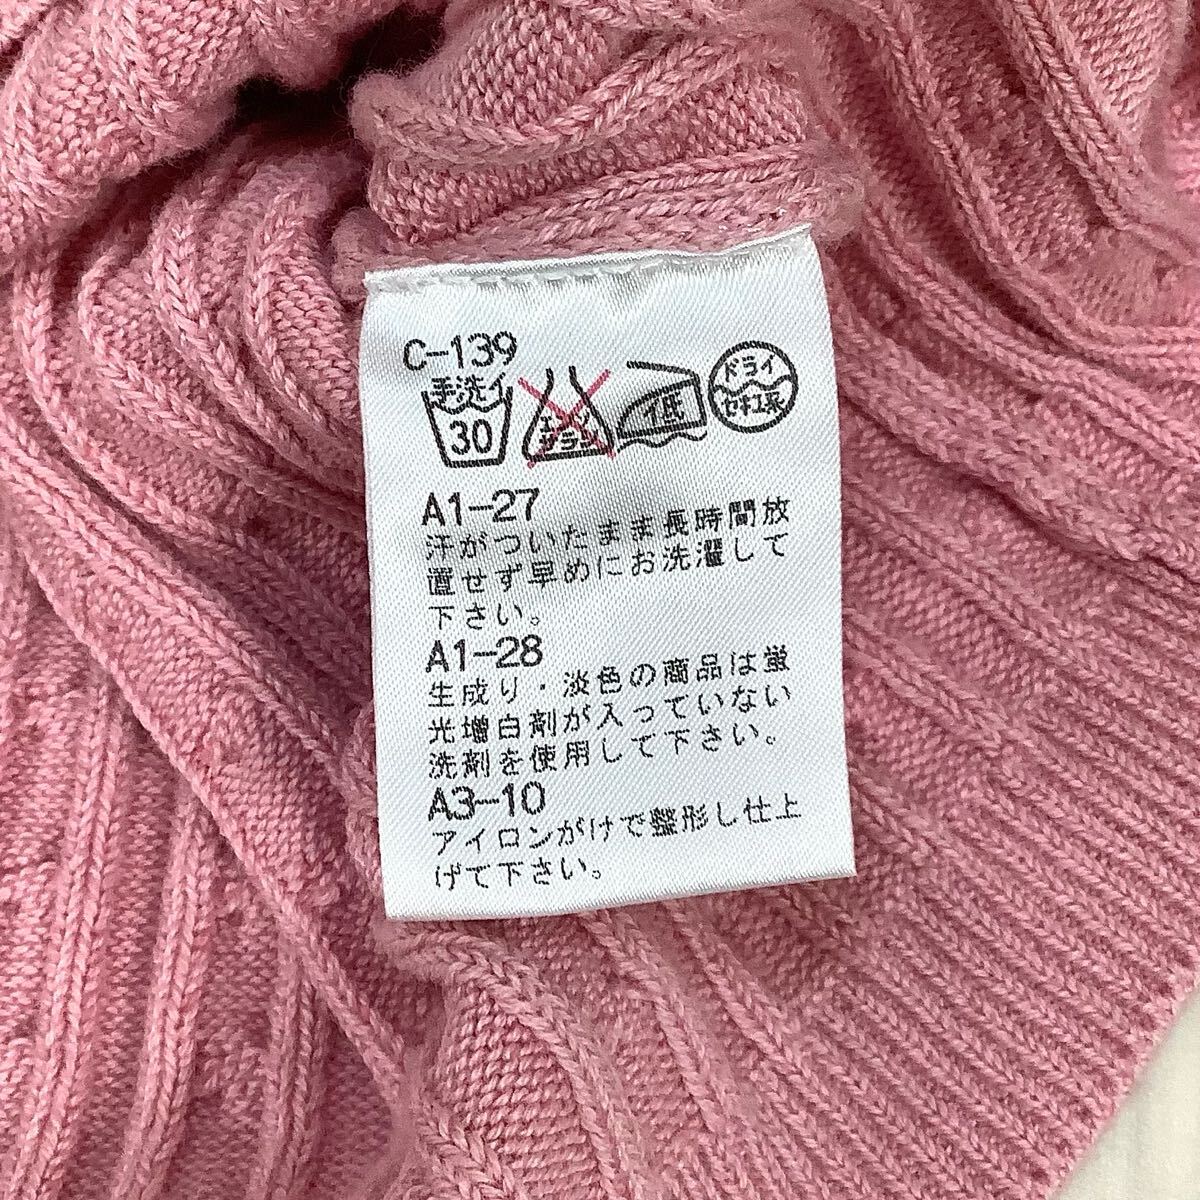 C-139
手洗イ
30
エンソ
サラシ
低
ドライ
セキユ系
A1-27
汗がついたまま長時間放
置せず早めにお洗濯して
下さい。
A1-28
生成り・淡色の商品は蛍
光増白剤が入っていない
洗剤を使用して下さい。
A3-10
アイロンがけで整形し仕上
げて下さい。